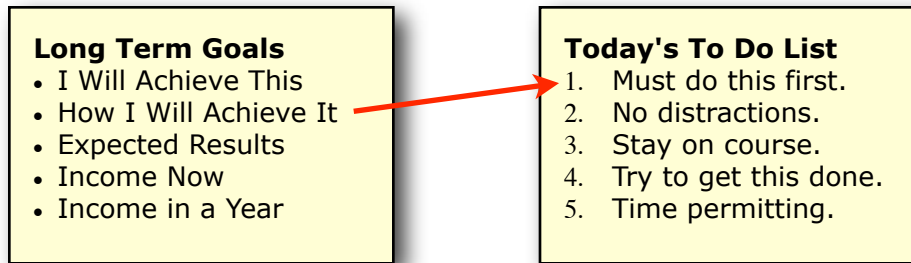 Long Term Goals
• I Will Achieve This
• How I Will Achieve It
• Expected Results
• Income Now
• Income in a Year
Today's To Do List
1. Must do this first.
2. No distractions.
3. Stay on course.
4. Try to get this done.
5. Time permitting.